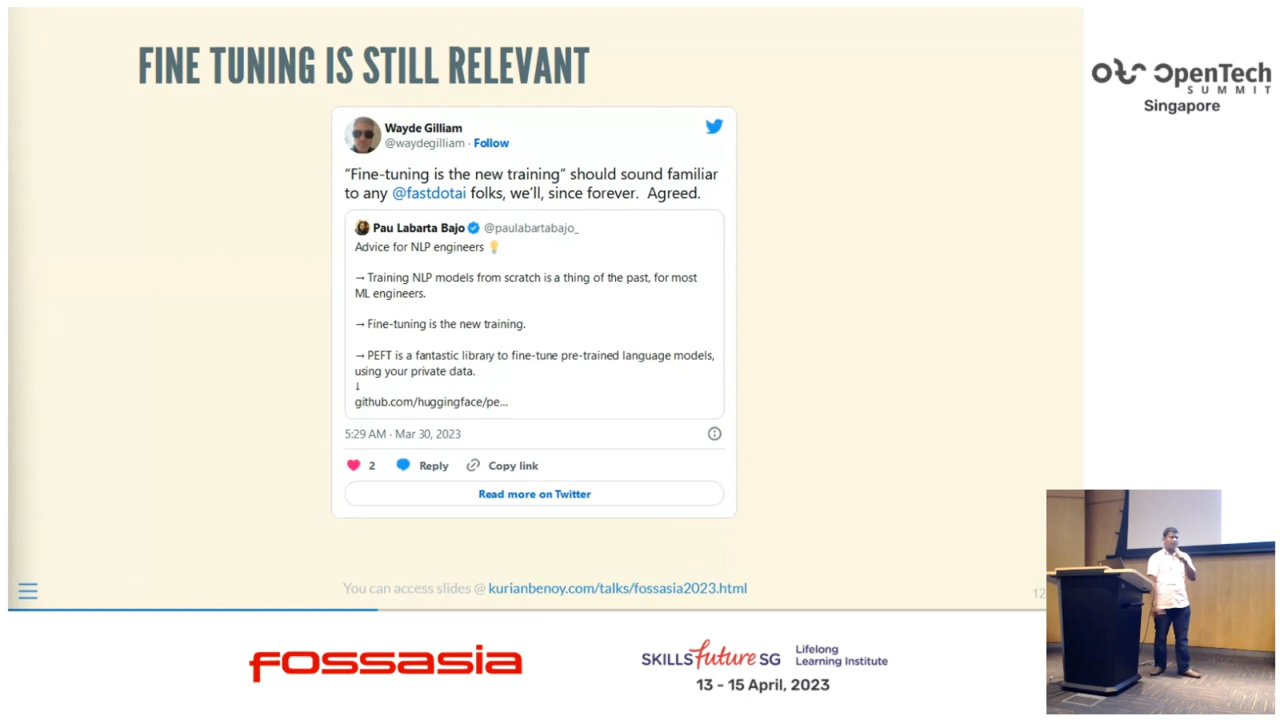 FINE TUNING IS STILL RELEVANT
Wayde Gilliam
@waydegilliam · Follow
“Fine-tuning is the new training” should sound familiar
to any @fastdotai folks, we’ll, since forever.  Agreed.
Pau Labarta Bajo @paulabartabajo_
Advice for NLP engineers 💡
→ Training NLP models from scratch is a thing of the past, for most
ML engineers.
→ Fine-tuning is the new training.
→ PEFT is a fantastic library to fine-tune pre-trained language models,
using your private data.
↓
github.com/huggingface/pe...
5:29 AM · Mar 30, 2023
2 Reply Copy link
Read more on Twitter
You can access slides @ kurianbenoy.com/talks/fossasia2023.html
12
OpenTech
SUMMIT
Singapore
FOSSASIA
SKILLS future SG
Lifelong
Learning Institute
13 - 15 April, 2023